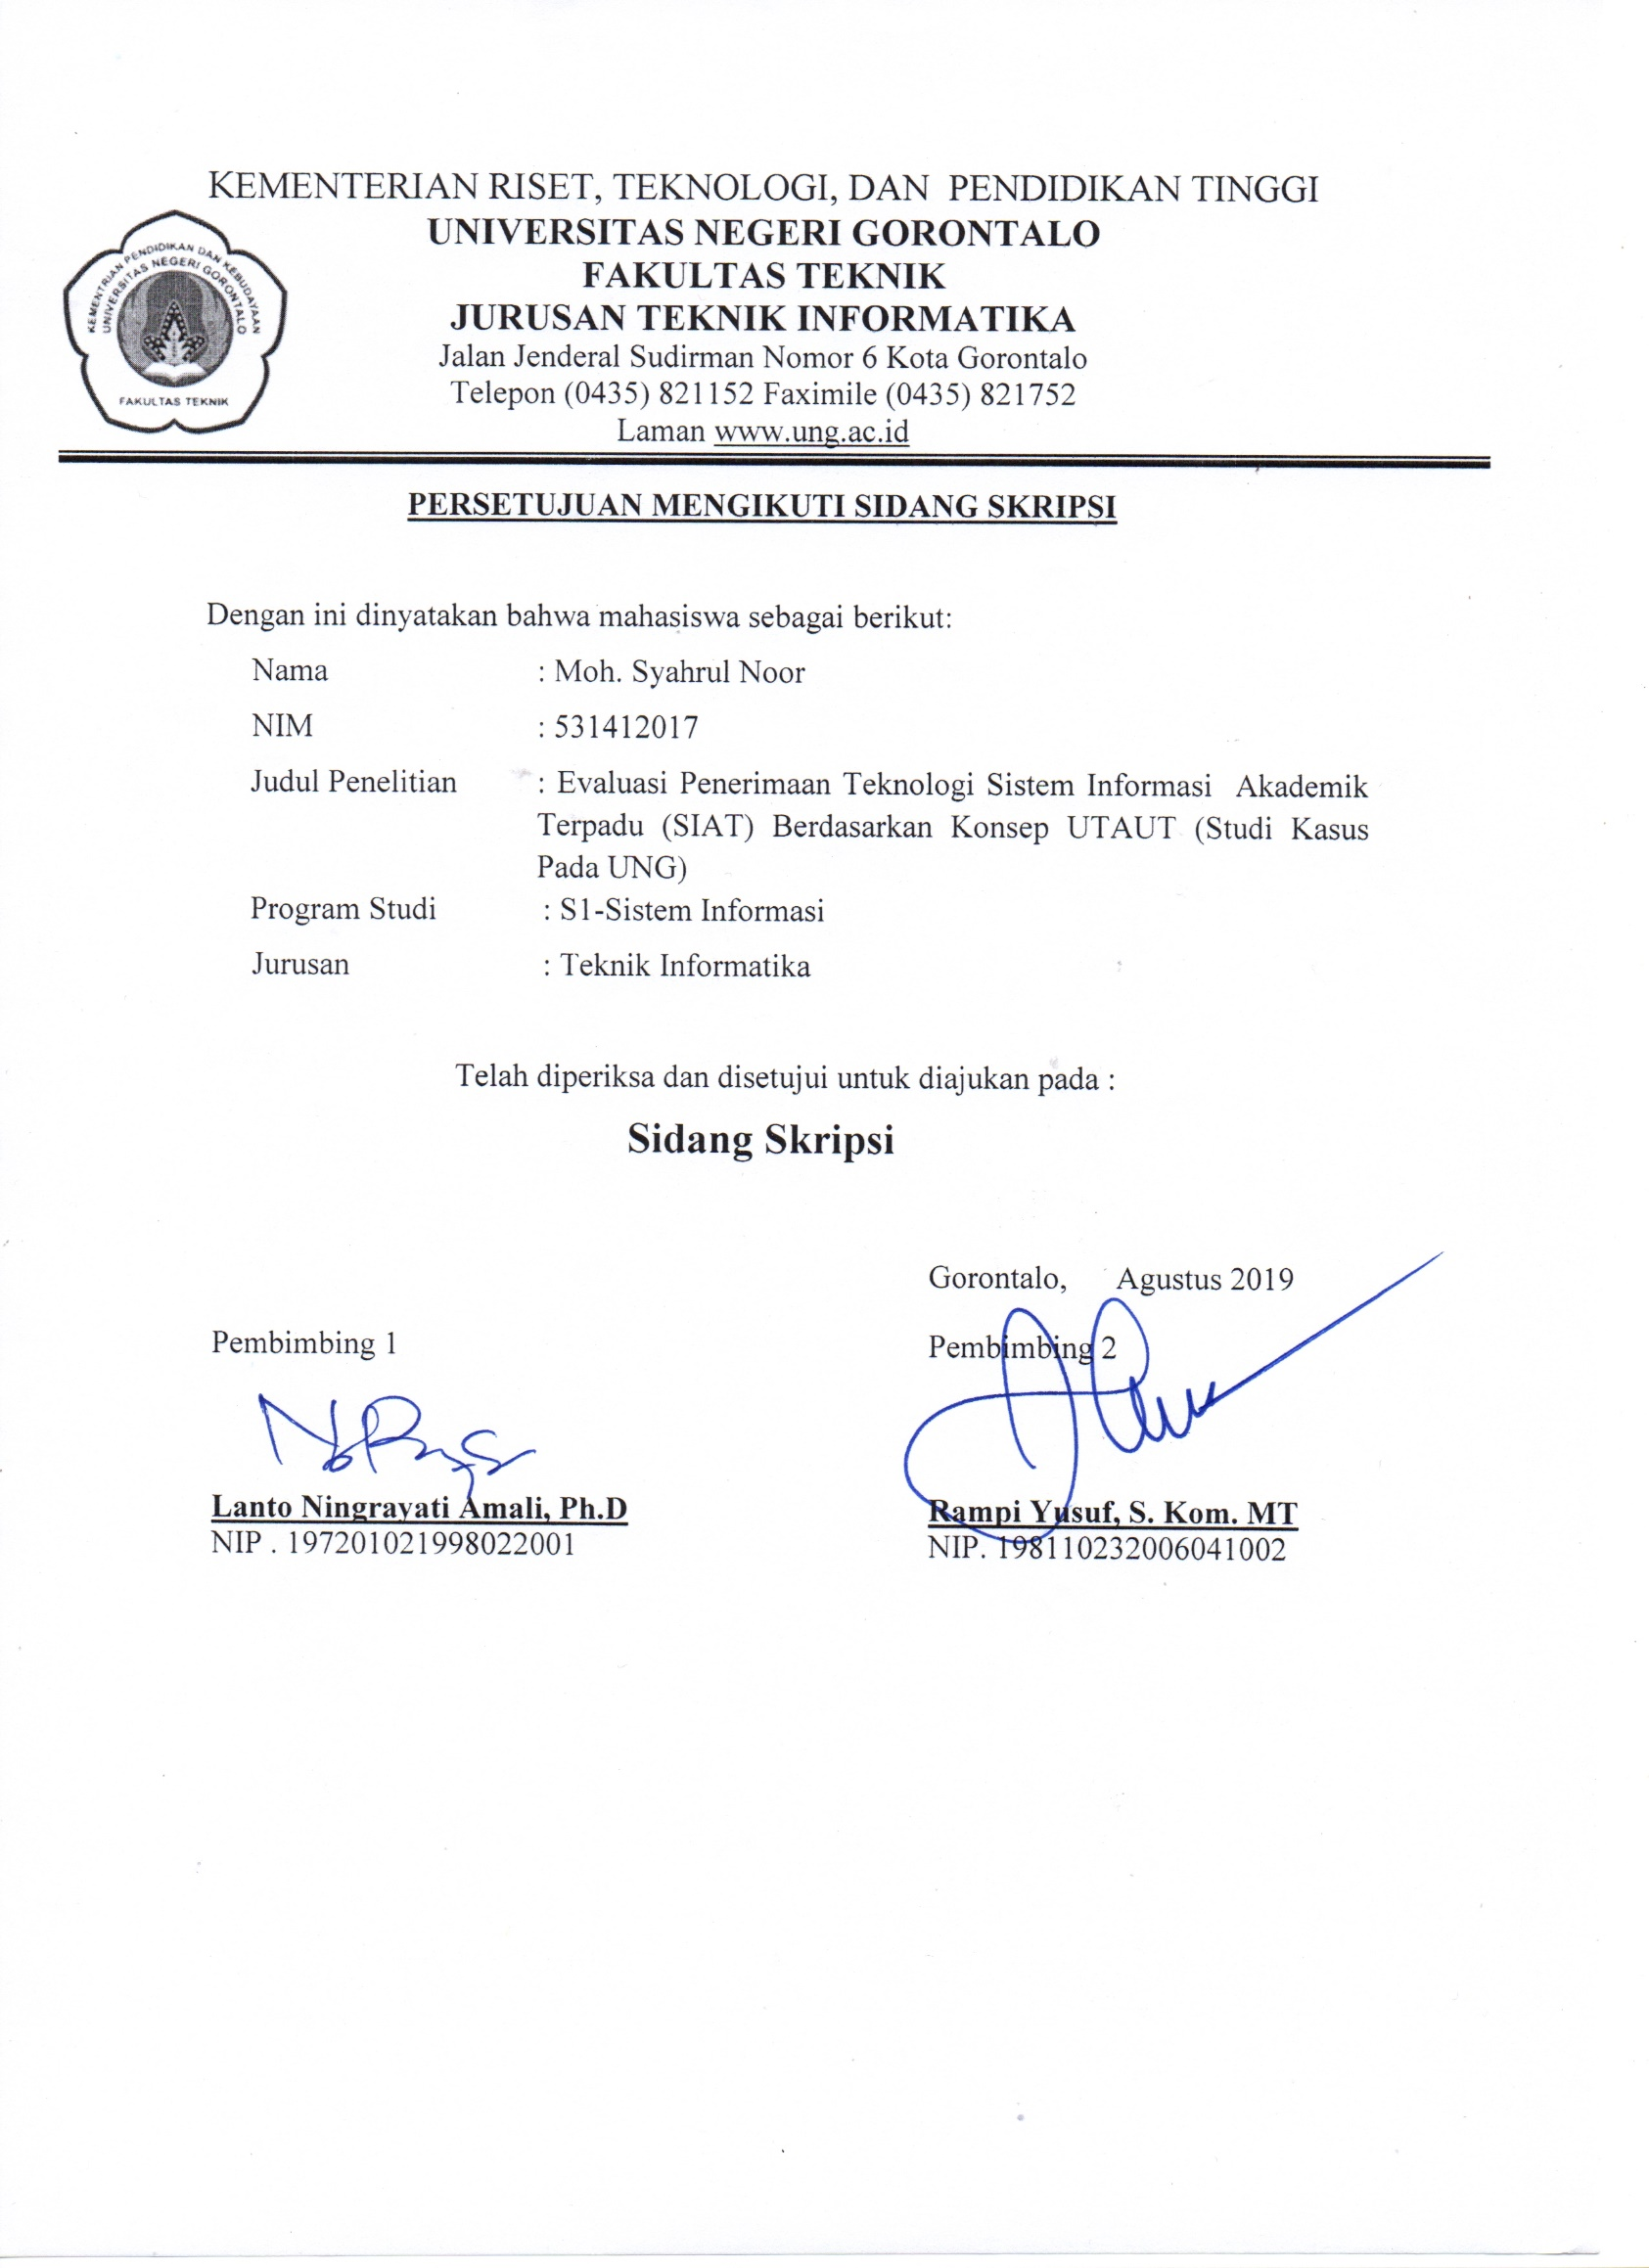 KEMENTERIAN RISET, TEKNOLOGI, DAN PENDIDIKAN TINGGI
UNIVERSITAS NEGERI GORONTALO
FAKULTAS TEKNIK
JURUSAN TEKNIK INFORMATIKA
Jalan Jenderal Sudirman Nomor 6 Kota Gorontalo
Telepon (0435) 821152 Faximile (0435) 821752
Laman www.ung.ac.id
KEMENTRIAN PENDIDIKAN DAN KEBUDAYAAN
UNIVERSITAS NEGERI GORONTALO
FAKULTAS TEKNIK
PERSETUJUAN MENGIKUTI SIDANG SKRIPSI
Dengan ini dinyatakan bahwa mahasiswa sebagai berikut:
Nama : Moh. Syahrul Noor
NIM : 531412017
Judul Penelitian : Evaluasi Penerimaan Teknologi Sistem Informasi Akademik
Terpadu (SIAT) Berdasarkan Konsep UTAUT (Studi Kasus
Pada UNG)
Program Studi : S1-Sistem Informasi
Jurusan : Teknik Informatika
Telah diperiksa dan disetujui untuk diajukan pada :
Sidang Skripsi
Gorontalo, Agustus 2019
Pembimbing 1 Pembimbing 2
Lanto Ningrayati Amali, Ph.D Rampi Yusuf, S. Kom. MT
NIP . 197201021998022001 NIP. 198110232006041002